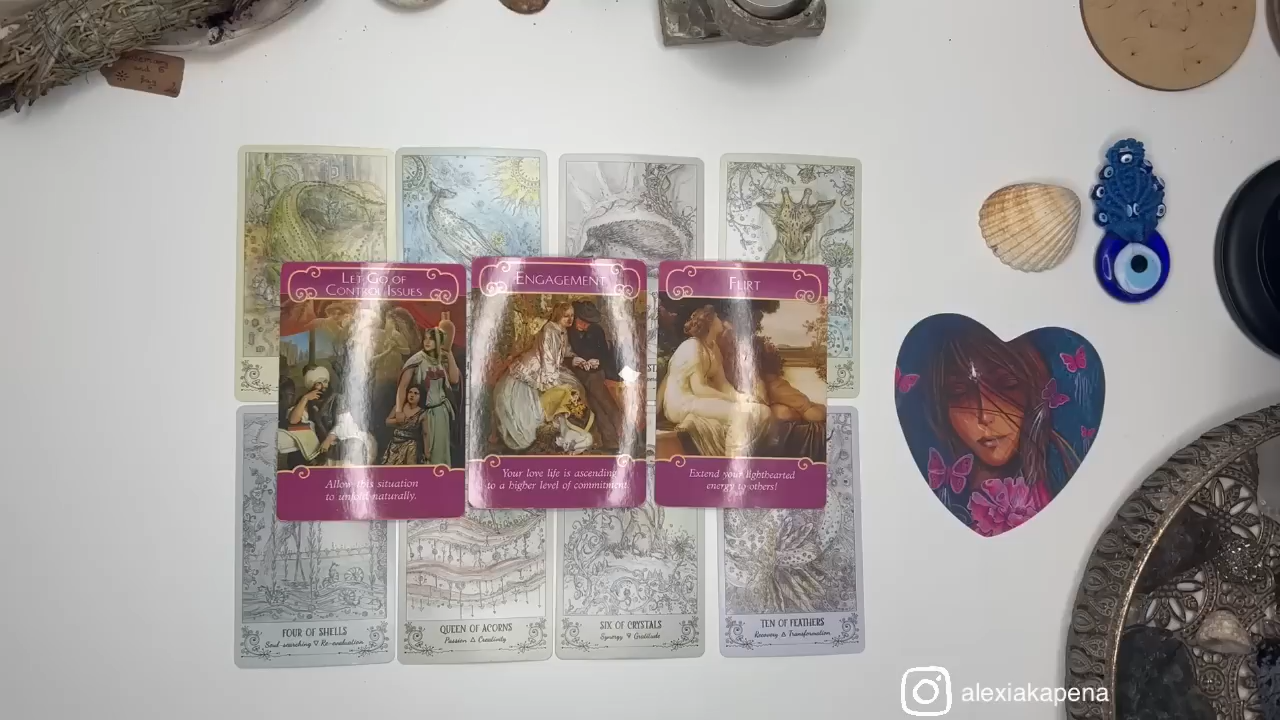 LET GO OF
CONTROL ISSUES
Allow this situation
to unfold naturally.
ENGAGEMENT
Your love life is ascending
to a higher level of commitment.
FLIRT
Extend your lighthearted
energy to others!
FOUR OF SHELLS
Soul-searching ♡ Re-evaluation
QUEEN OF ACORNS
Passion △ Creativity
SIX OF CRYSTALS
Synergy ♡ Gratitude
TEN OF FEATHERS
Recovery △ Transformation
alexiakapena